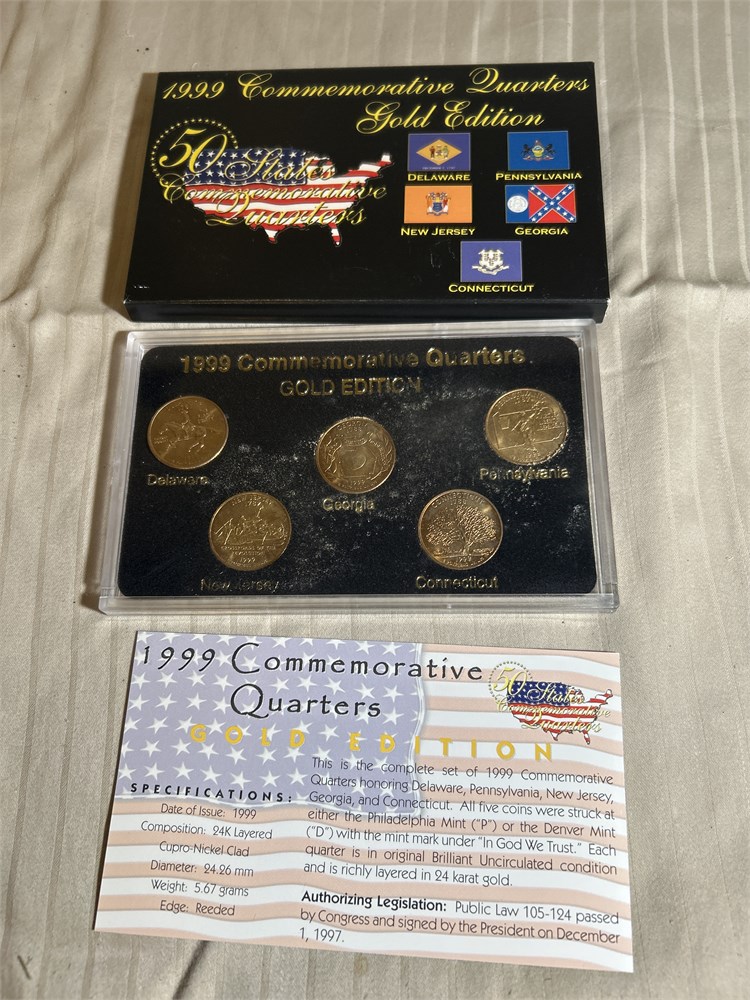 1999 Commemorative Quarters
Gold Edition
50 States
Commemorative
Quarters
DELAWARE
PENNSYLVANIA
NEW JERSEY
GEORGIA
CONNECTICUT
1999 Commemorative Quarters
GOLD EDITION
Delaware
Georgia
Pennsylvania
New Jersey
Connecticut
1999 Commemorative
Quarters
GOLD EDITION
50 States
Commemorative
Quarters
SPECIFICATIONS:
Date of Issue: 1999
Composition: 24K Layered
Cupro-Nickel Clad
Diameter: 24.26 mm
Weight: 5.67 grams
Edge: Reeded
This is the complete set of 1999 Commemorative
Quarters honoring Delaware, Pennsylvania, New Jersey,
Georgia, and Connecticut. All five coins were struck at
either the Philadelphia Mint ("P") or the Denver Mint
("D") with the mint mark under "In God We Trust." Each
quarter is in original Brilliant Uncirculated condition
and is richly layered in 24 karat gold.
Authorizing Legislation: Public Law 105-124 passed
by Congress and signed by the President on December
1, 1997.